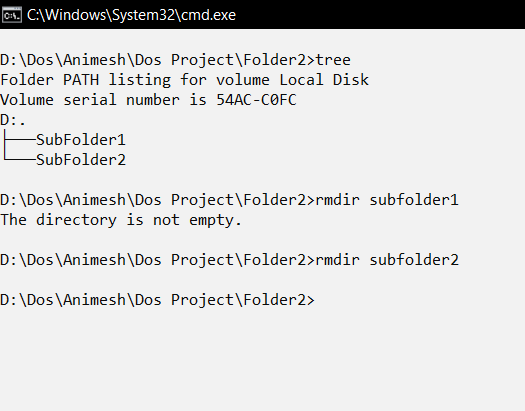 C:\Windows\System32\cmd.exe
D:\Dos\Animesh\Dos Project\Folder2>tree
Folder PATH listing for volume Local Disk
Volume serial number is 54AC-C0FC
D:.
├───SubFolder1
└───SubFolder2
D:\Dos\Animesh\Dos Project\Folder2>rmdir subfolder1
The directory is not empty.
D:\Dos\Animesh\Dos Project\Folder2>rmdir subfolder2
D:\Dos\Animesh\Dos Project\Folder2>